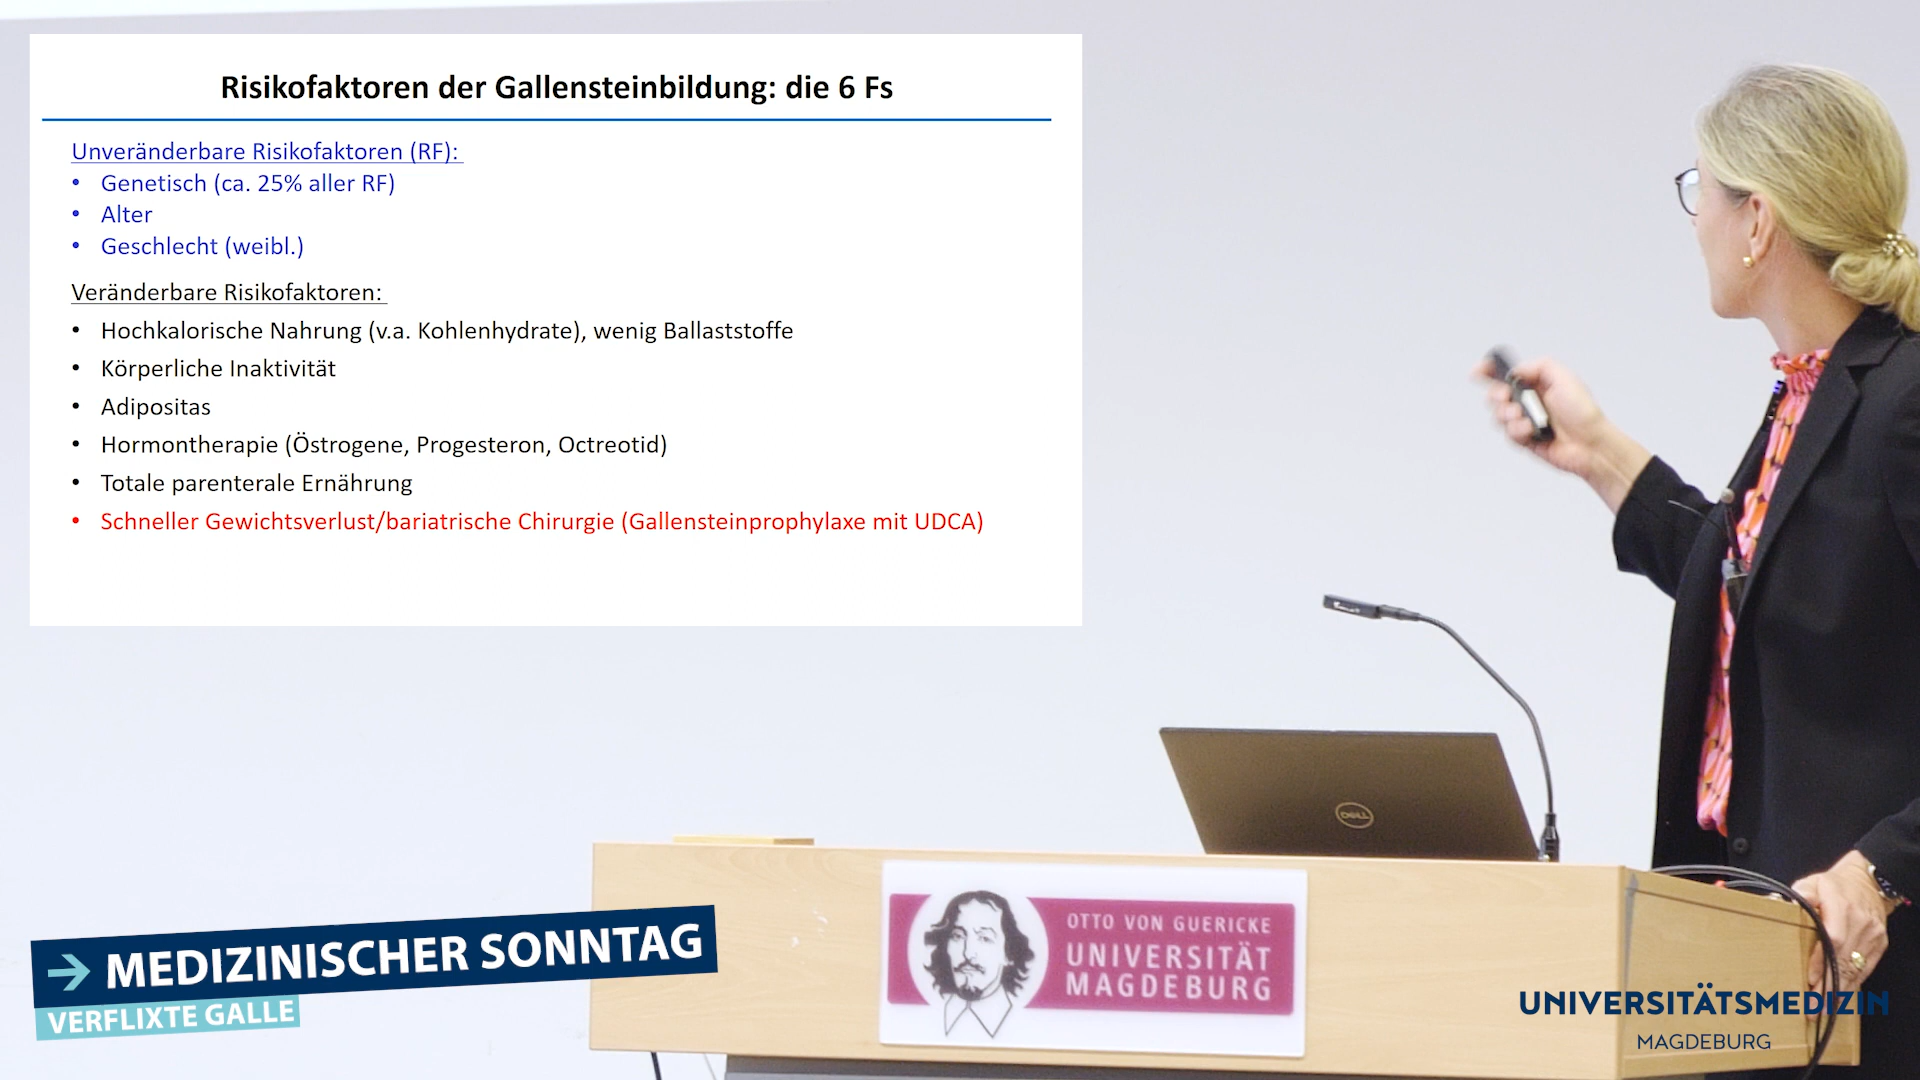 Risikofaktoren der Gallensteinbildung: die 6 Fs
Unveränderbare Risikofaktoren (RF):
• Genetisch (ca. 25% aller RF)
• Alter
• Geschlecht (weibl.)
Veränderbare Risikofaktoren:
• Hochkalorische Nahrung (v.a. Kohlenhydrate), wenig Ballaststoffe
• Körperliche Inaktivität
• Adipositas
• Hormontherapie (Östrogene, Progesteron, Octreotid)
• Totale parenterale Ernährung
• Schneller Gewichtsverlust/bariatrische Chirurgie (Gallensteinprophylaxe mit UDCA)
DELL
OTTO VON GUERICKE
UNIVERSITÄT
MAGDEBURG
→ MEDIZINISCHER SONNTAG
VERFLIXTE GALLE
UNIVERSITÄTSMEDIZIN
MAGDEBURG